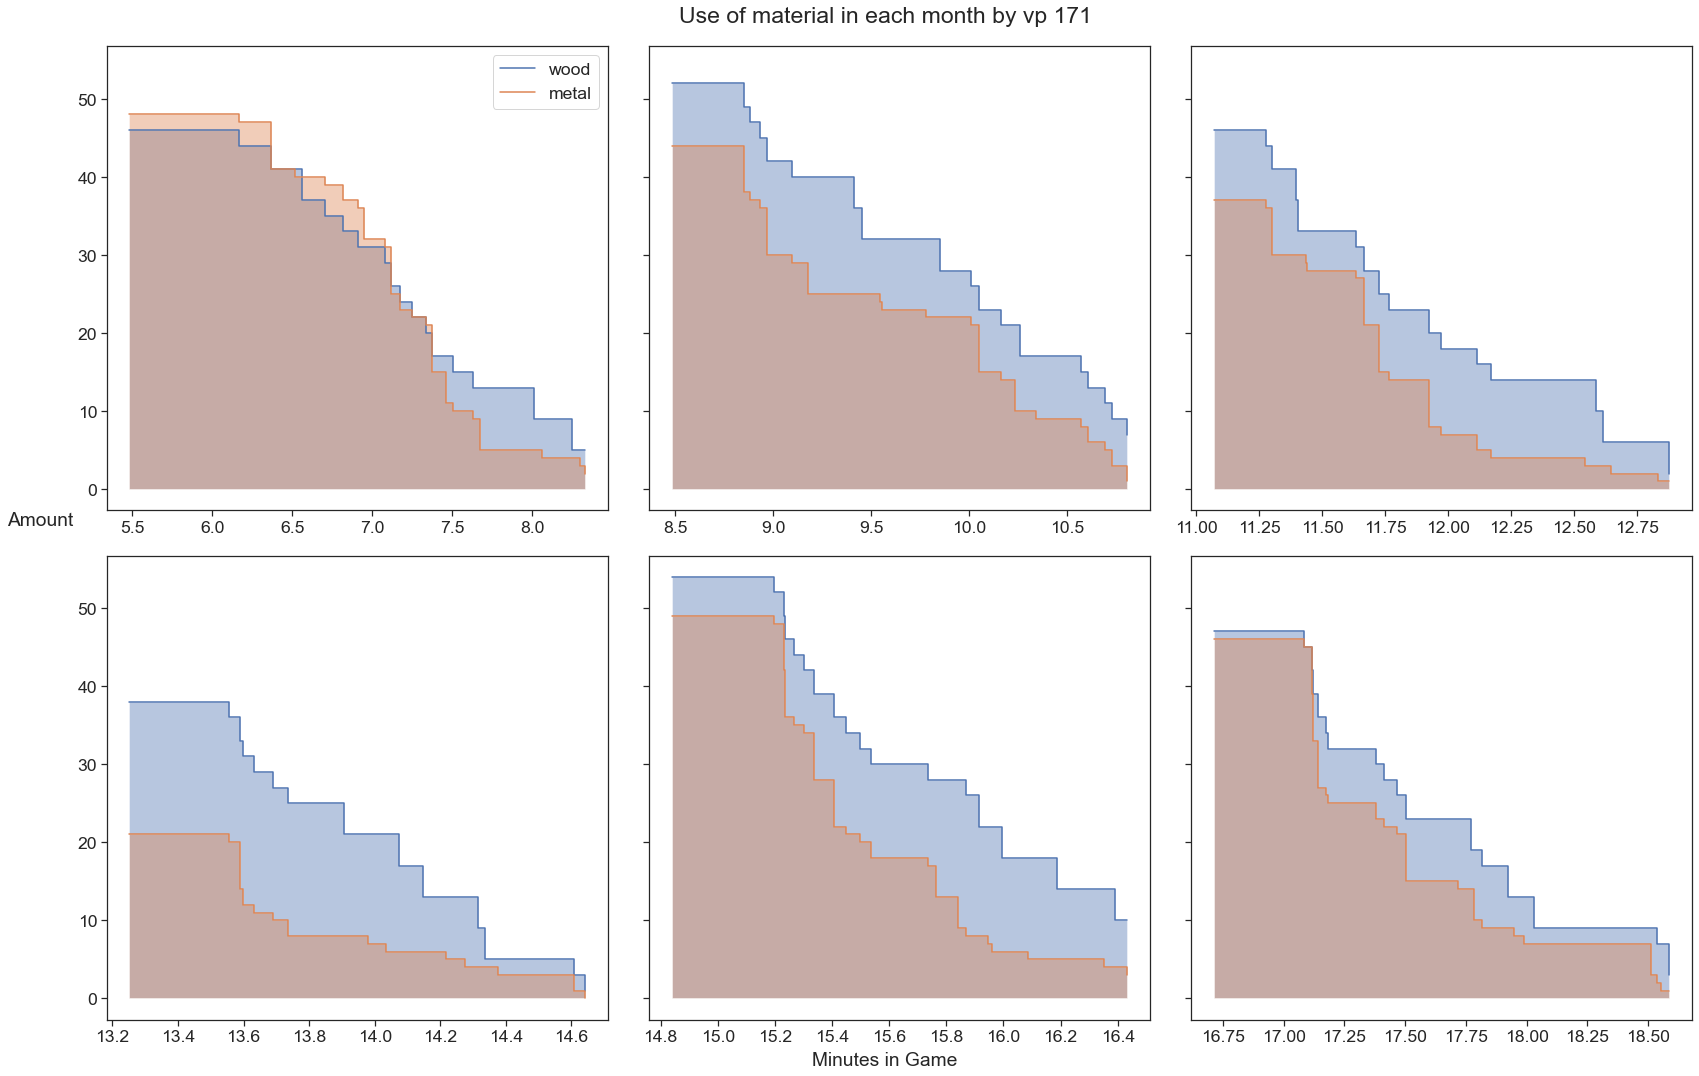 Use of material in each month by vp 171
wood
metal
50
40
30
20
10
0
5.5 6.0 6.5 7.0 7.5 8.0
8.5 9.0 9.5 10.0 10.5
11.00 11.25 11.50 11.75 12.00 12.25 12.50 12.75
Amount
50
40
30
20
10
0
13.2 13.4 13.6 13.8 14.0 14.2 14.4 14.6
14.8 15.0 15.2 15.4 15.6 15.8 16.0 16.2 16.4
16.75 17.00 17.25 17.50 17.75 18.00 18.25 18.50
Minutes in Game